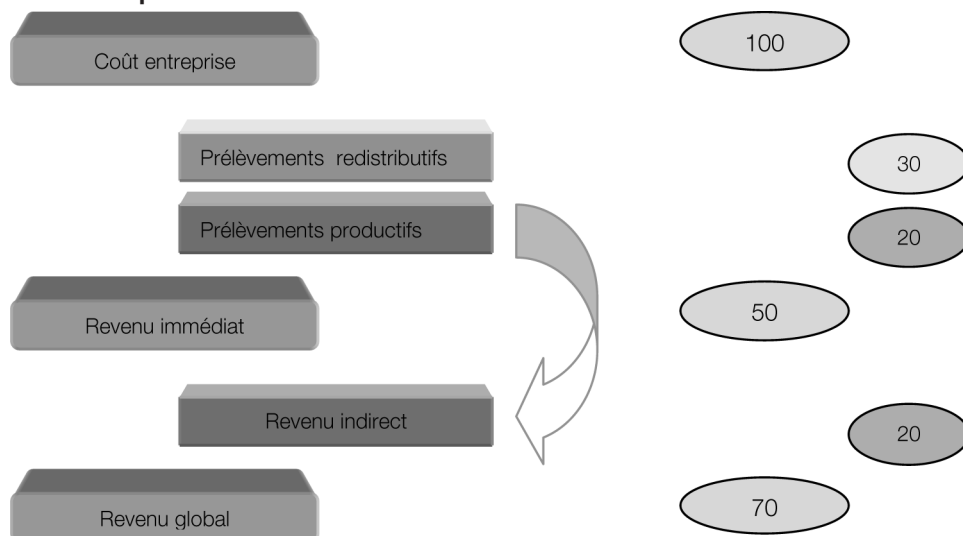 Coût entreprise
100
Prélèvements redistributifs
30
Prélèvements productifs
20
Revenu immédiat
50
Revenu indirect
20
Revenu global
70